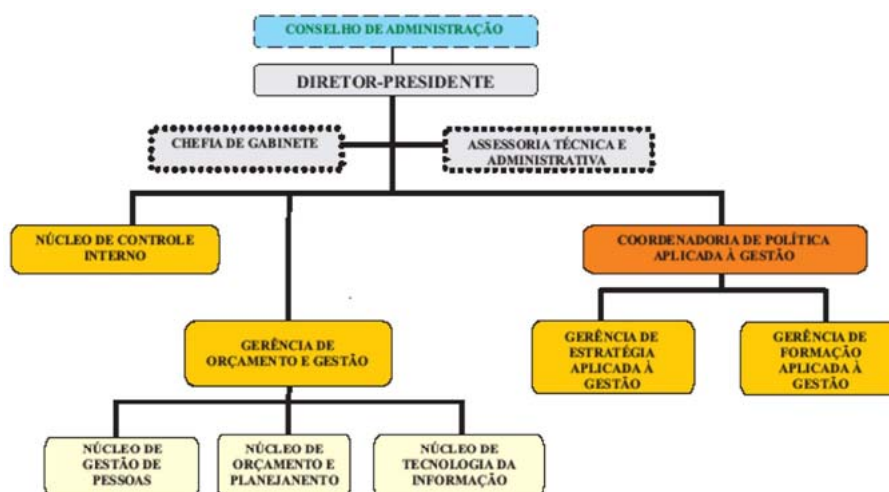 CONSELHO DE ADMINISTRAÇÃO
DIRETOR-PRESIDENTE
CHEFIA DE GABINETE
ASSESSORIA TÉCNICA E
ADMINISTRATIVA
NÚCLEO DE CONTROLE
INTERNO
COORDENADORIA DE POLÍTICA
APLICADA À GESTÃO
GERÊNCIA DE
ORÇAMENTO E GESTÃO
GERÊNCIA DE
ESTRATÉGIA
APLICADA À
GESTÃO
GERÊNCIA DE
FORMAÇÃO
APLICADA À
GESTÃO
NÚCLEO DE
GESTÃO DE
PESSOAS
NÚCLEO DE
ORÇAMENTO E
PLANEJANENTO
NÚCLEO DE
TECNOLOGIA DA
INFORMAÇÃO